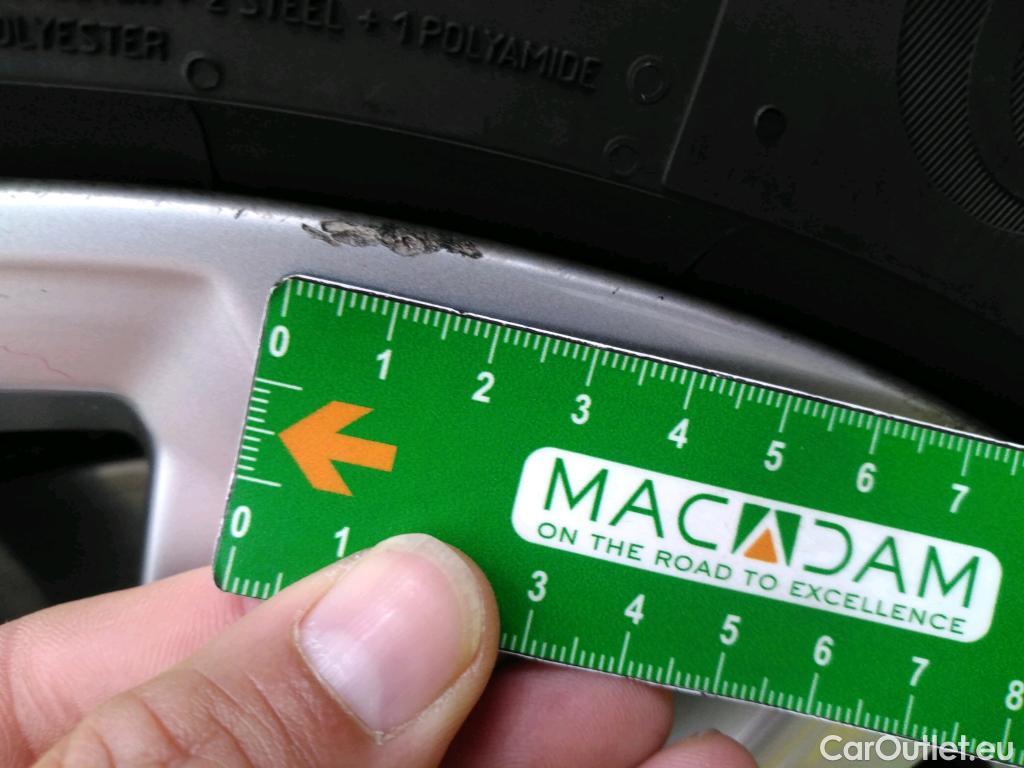 2 STEEL + 1 POLYAMIDE
POLYESTER
0 1 2 3 4 5 6 7
MACADAM
ON THE ROAD TO EXCELLENCE
0 1 3 4 5 6 7 8
CarOutlet.eu